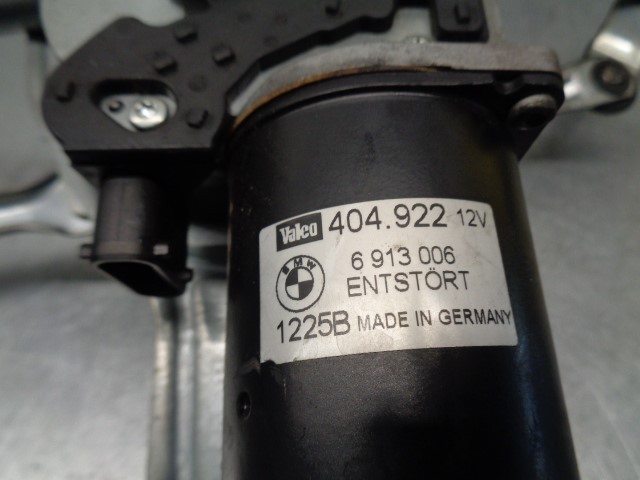 Valeo 404.922 12V
BMW 6 913 006
ENTSTÖRT
1225B MADE IN GERMANY